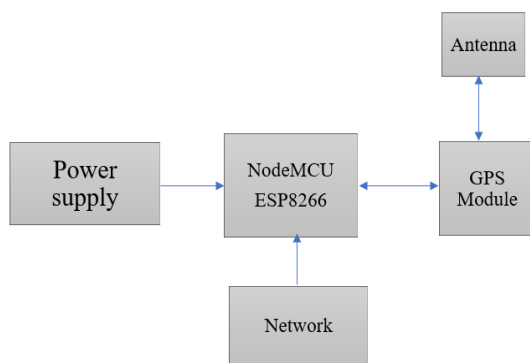 Antenna
Power
supply
NodeMCU
ESP8266
GPS
Module
Network